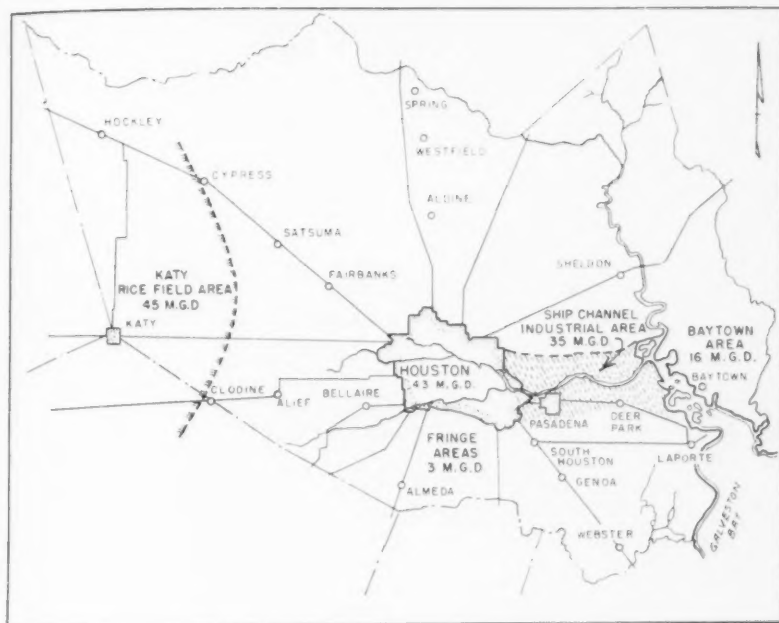 SPRING
HOCKLEY
WESTFIELD
CYPRESS
ALDINE
SATSUMA
SHELDON
FAIRBANKS
KATY
RICE FIELD AREA
45 M.G.D
KATY
SHIP CHANNEL
INDUSTRIAL AREA
35 M.G.D
BAYTOWN
AREA
16 M.G.D.
BAYTOWN
HOUSTON
43 M.G.D.
CLODINE
ALIEF
BELLAIRE
PASADENA
DEER
PARK
FRINGE
AREAS
3 M.G.D
SOUTH
HOUSTON
LAPORTE
GENOA
ALMEDA
WEBSTER
GALVESTON
BAY